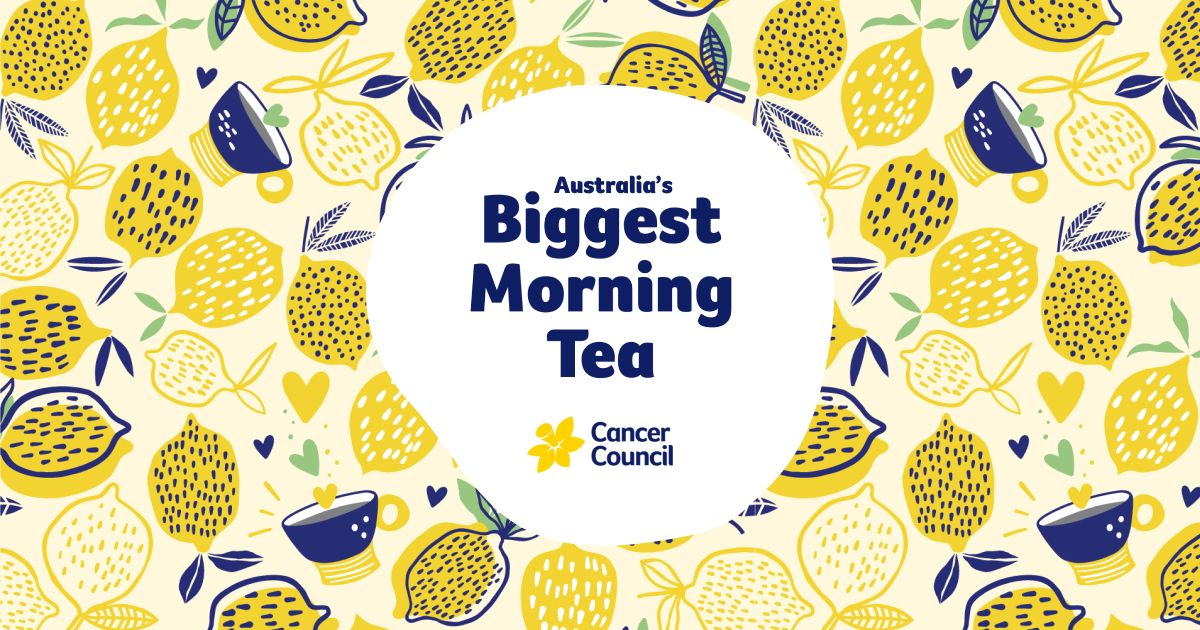 Australia’s
Biggest
Morning
Tea
Cancer
Council